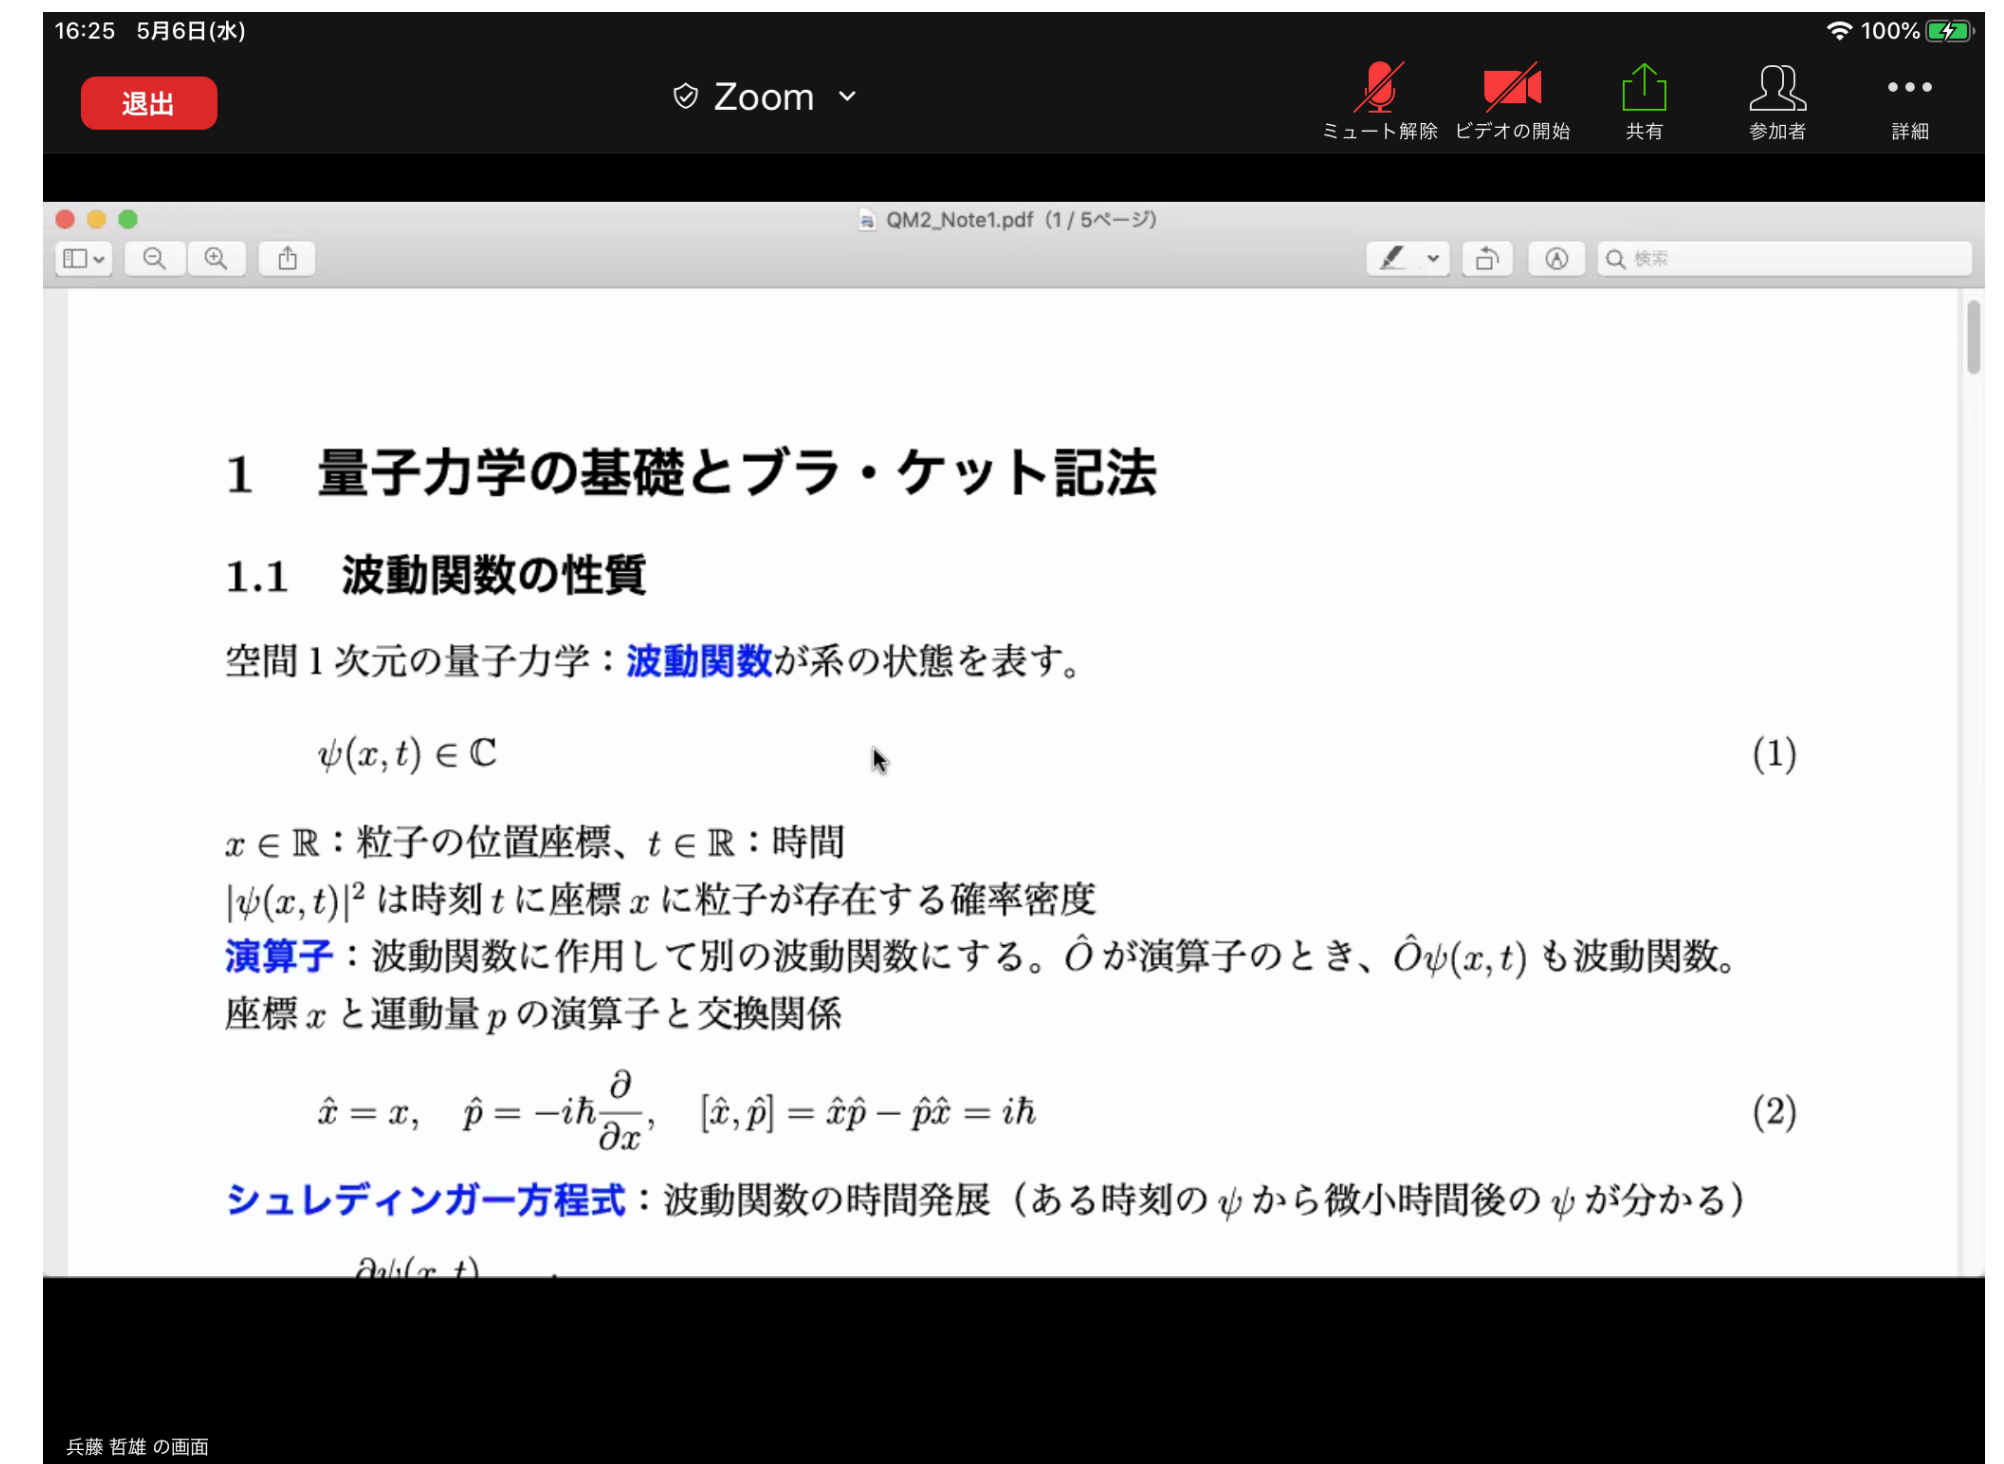 16:25 5月6日(水) 100%
退出 Zoom
ミュート解除 ビデオの開始 共有 参加者 詳細
QM2_Note1.pdf（1 / 5ページ）
検索
1 量子力学の基礎とブラ・ケット記法
1.1 波動関数の性質
空間 1 次元の量子力学：波動関数が系の状態を表す。
ψ(x, t) ∈ ℂ (1)
x ∈ ℝ：粒子の位置座標、t ∈ ℝ：時間
|ψ(x, t)|² は時刻 t に座標 x に粒子が存在する確率密度
演算子：波動関数に作用して別の波動関数にする。Ô が演算子のとき、Ôψ(x, t) も波動関数。
座標 x と運動量 p の演算子と交換関係
x̂ = x, p̂ = −iħ ∂/∂x, [x̂, p̂] = x̂p̂ − p̂x̂ = iħ (2)
シュレディンガー方程式：波動関数の時間発展（ある時刻の ψ から微小時間後の ψ が分かる）
∂ψ(x, t)
兵藤 哲雄 の画面